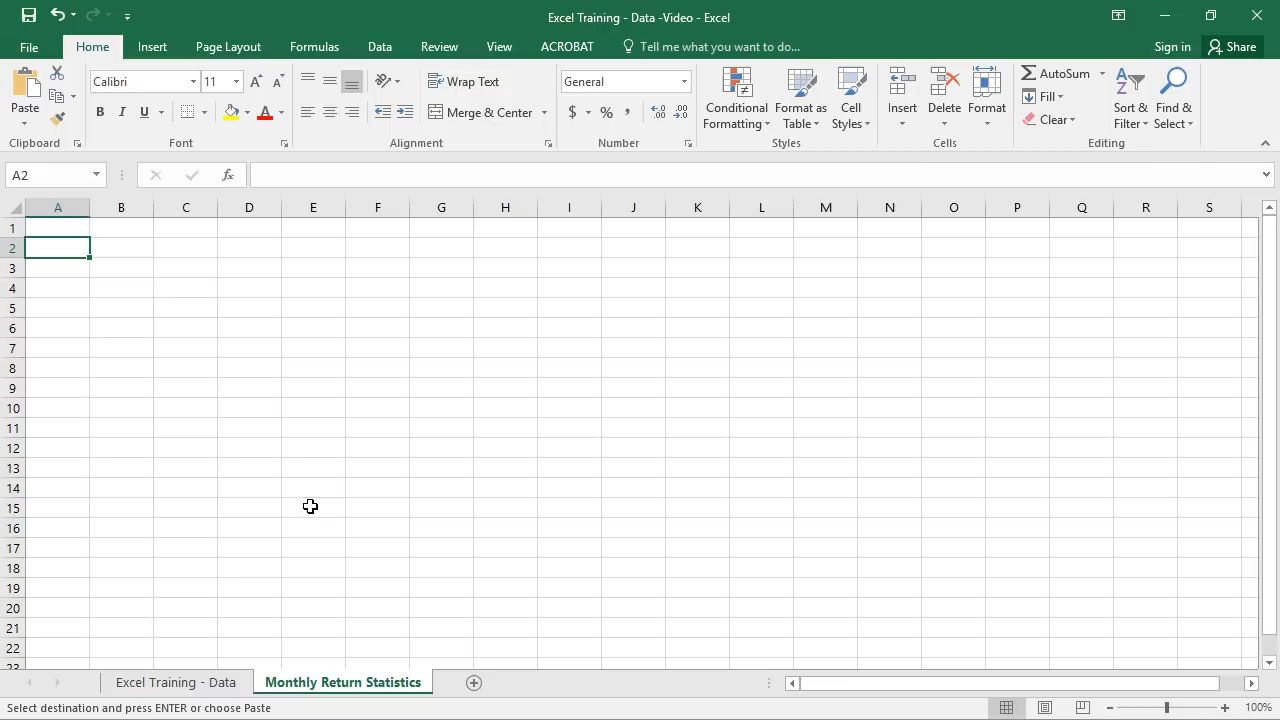 Excel Training - Data -Video - Excel
File Home Insert Page Layout Formulas Data Review View ACROBAT Tell me what you want to do... Sign in Share
Calibri 11 Wrap Text General AutoSum
Paste Conditional Formatting Format as Table Cell Styles Insert Delete Format Fill Sort & Filter Find & Select
B I U A Merge & Center $ % , Clear
Clipboard Font Alignment Number Styles Cells Editing
A2 fx
A B C D E F G H I J K L M N O P Q R S
1
2
3
4
5
6
7
8
9
10
11
12
13
14
15
16
17
18
19
20
21
22
23
Excel Training - Data Monthly Return Statistics
Select destination and press ENTER or choose Paste 100%